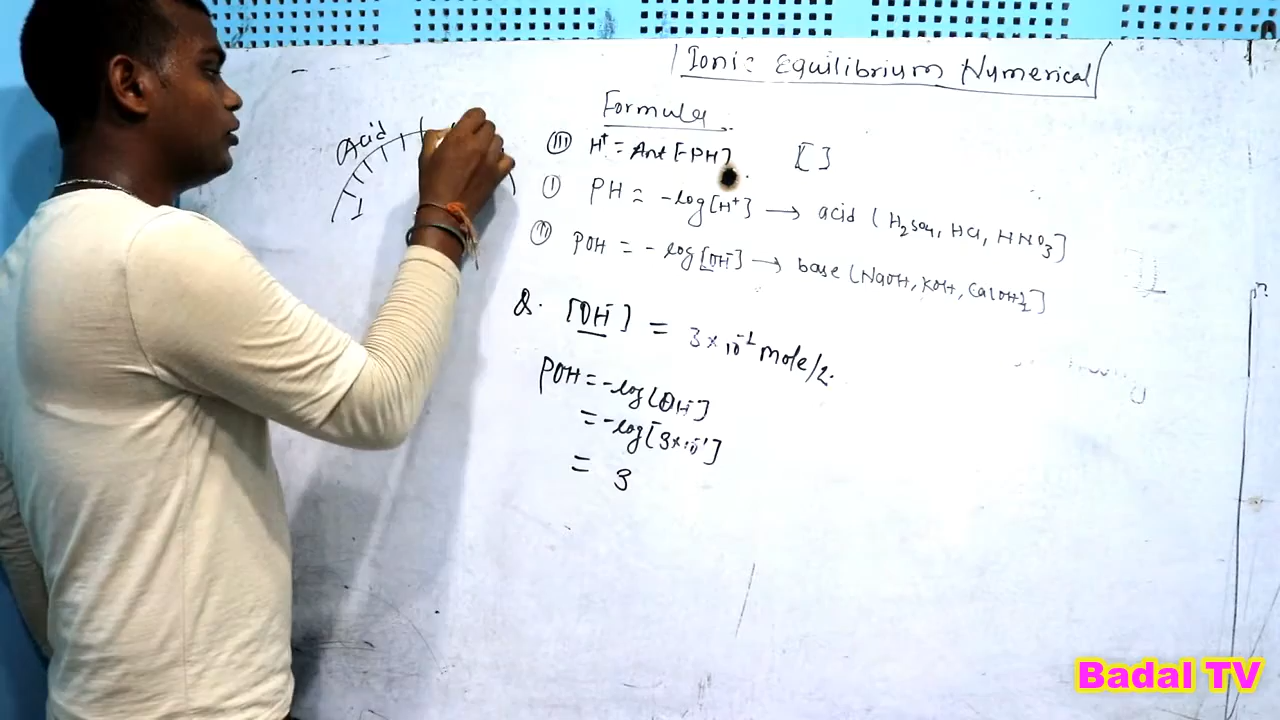 Ionic Equilibrium Numerical
Formula
Acid
1
(III) H⁺ = Ant [-PH] [ ]
(I) PH = -log[H⁺] → acid (H₂SO₄, HCl, HNO₃]
(II) POH = -log[OH⁻] → base (NaOH, KOH, Ca(OH)₂]
Q. [OH⁻] = 3×10⁻¹ mole/L.
POH = -log[OH⁻]
= -log[3×10⁻¹]
= 3
Badal TV